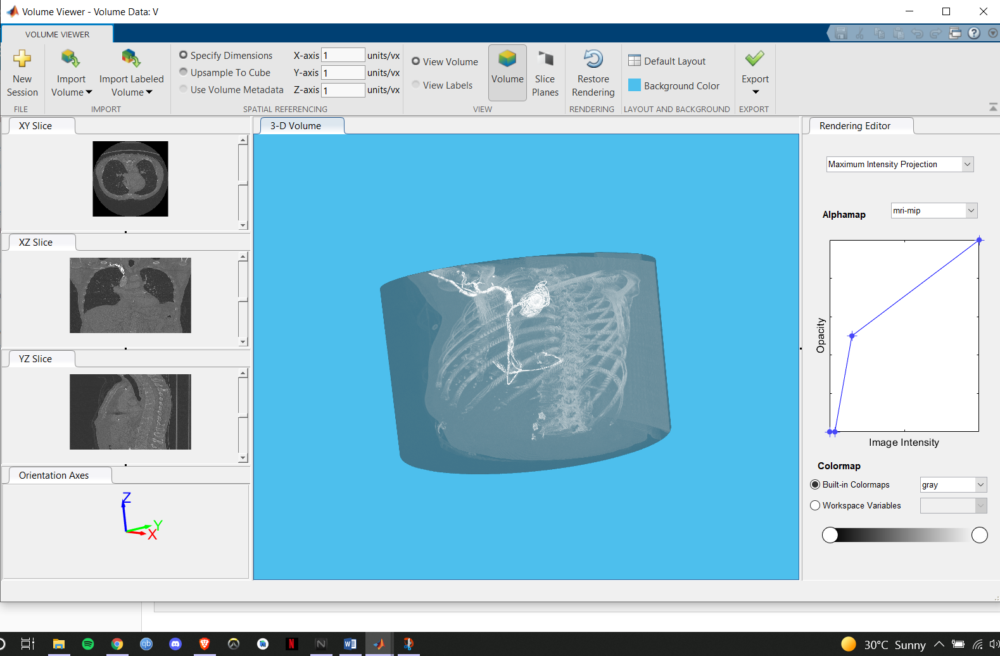 Volume Viewer - Volume Data: V
VOLUME VIEWER
New Session
Import Volume
Import Labeled Volume
Specify Dimensions
Upsample To Cube
Use Volume Metadata
X-axis 1 units/vx
Y-axis 1 units/vx
Z-axis 1 units/vx
View Volume
View Labels
Volume
Slice Planes
Restore Rendering
Default Layout
Background Color
Export
FILE
IMPORT
SPATIAL REFERENCING
VIEW
RENDERING
LAYOUT AND BACKGROUND
EXPORT
XY Slice
XZ Slice
YZ Slice
Orientation Axes
Z
Y
X
3-D Volume
Rendering Editor
Maximum Intensity Projection
Alphamap
mri-mip
Opacity
Image Intensity
Colormap
Built-in Colormaps
gray
Workspace Variables
qb
N
N
W
30°C Sunny